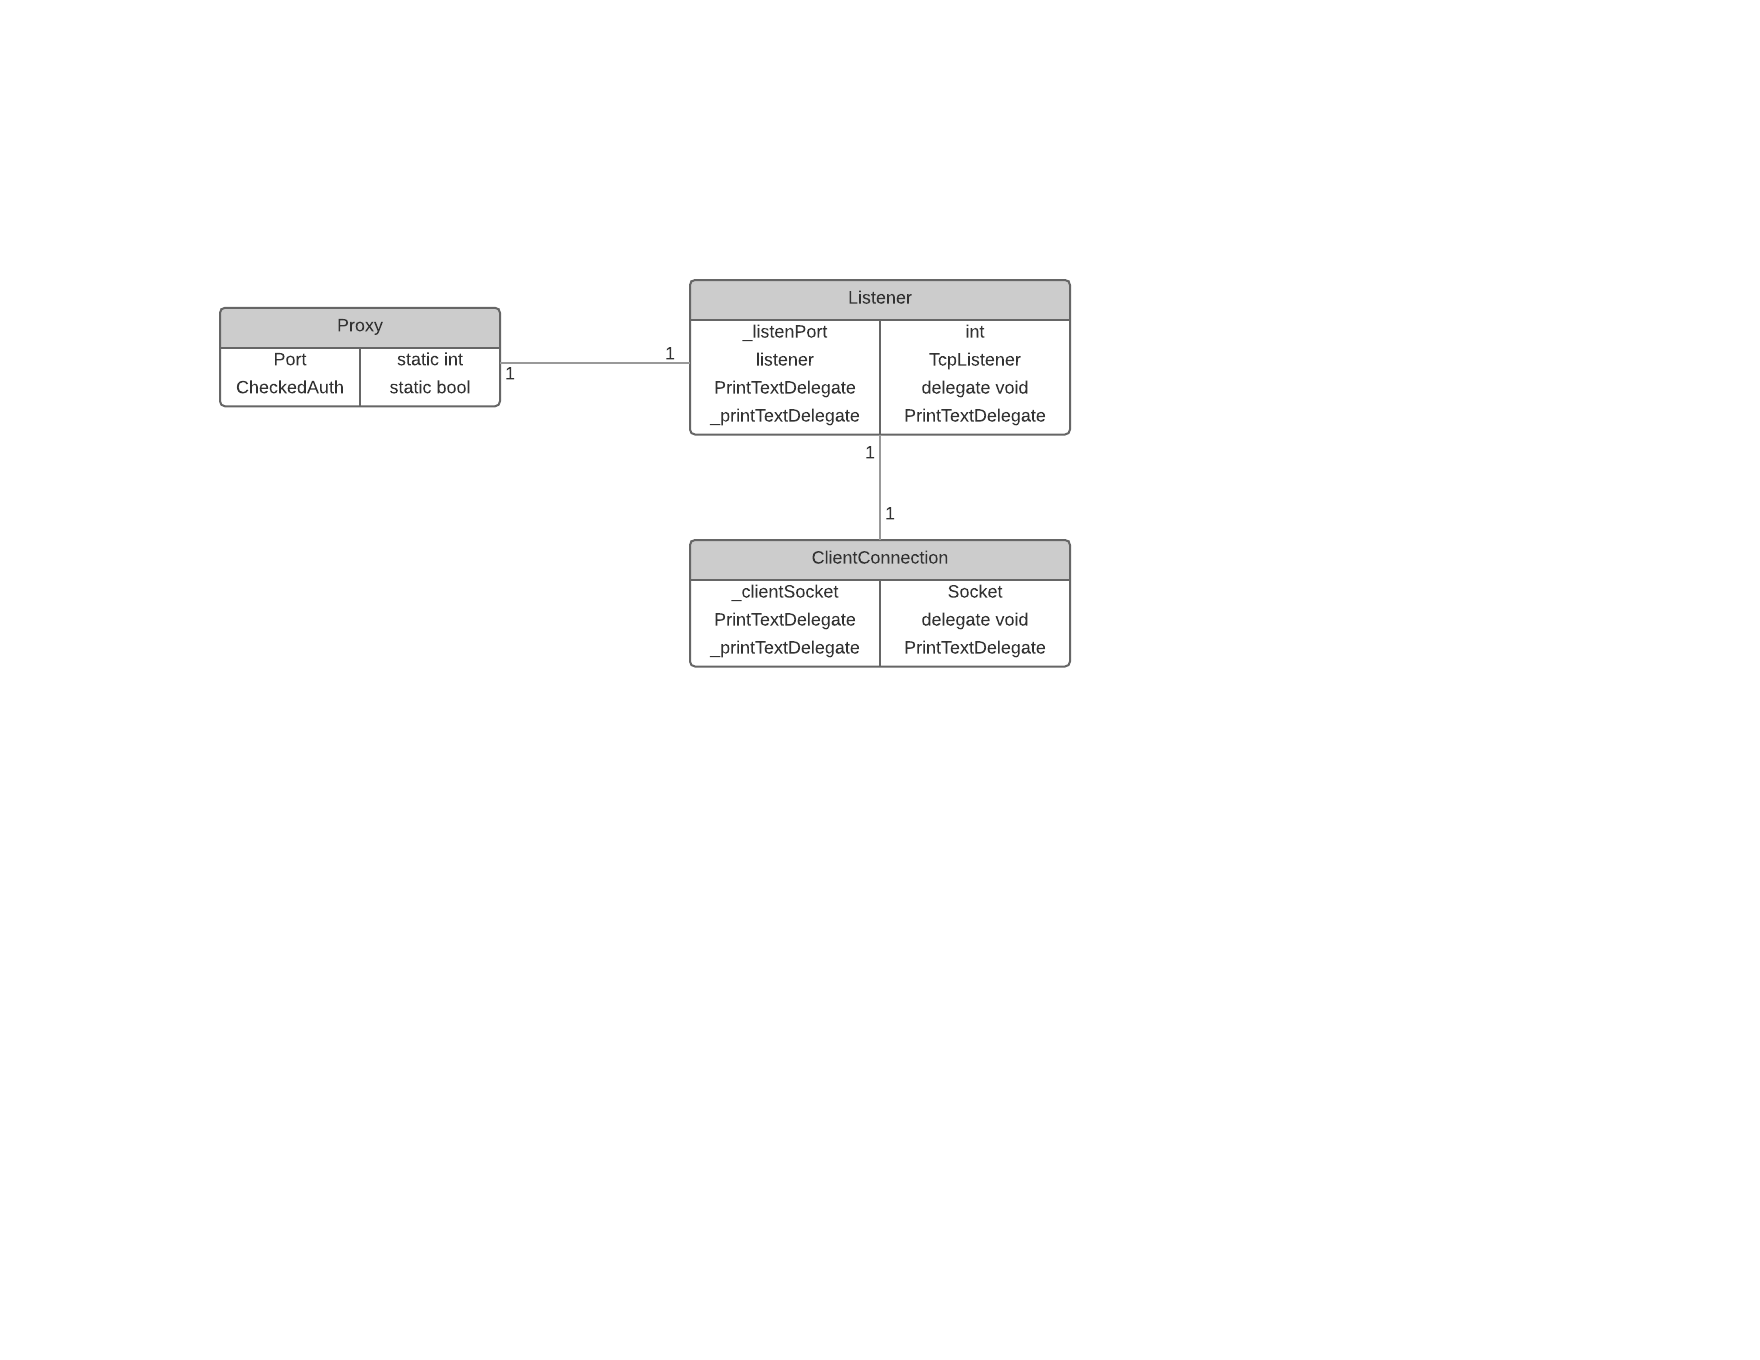 Proxy
Port static int
CheckedAuth static bool
1
1
Listener
_listenPort int
listener TcpListener
PrintTextDelegate delegate void
_printTextDelegate PrintTextDelegate
1
1
ClientConnection
_clientSocket Socket
PrintTextDelegate delegate void
_printTextDelegate PrintTextDelegate